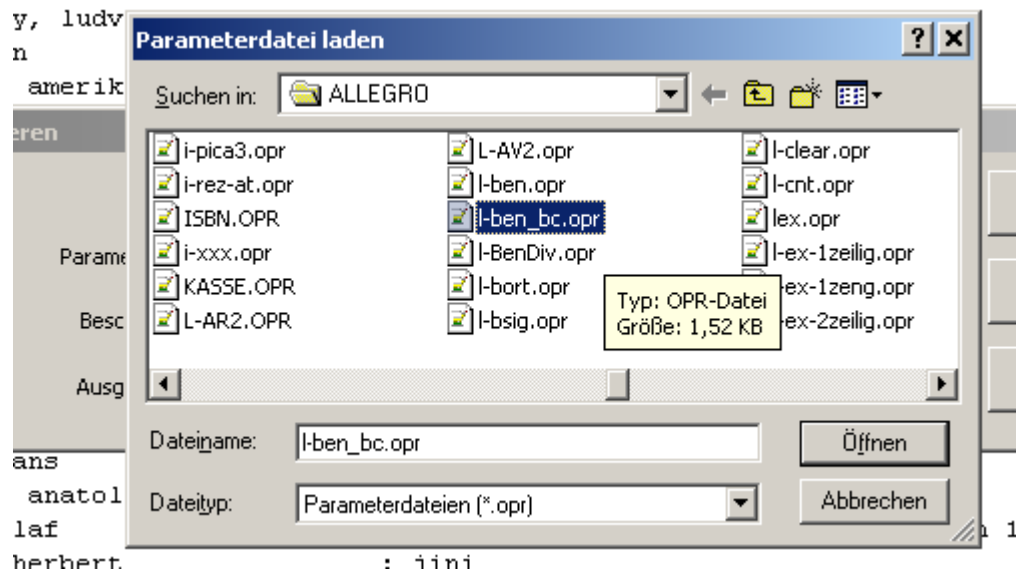 y, ludv
n
amerik
Parameterdatei laden
eren
Suchen in: ALLEGRO
i-pica3.opr L-AV2.opr l-clear.opr
i-rez-at.opr l-ben.opr l-cnt.opr
ISBN.OPR l-ben_bc.opr lex.opr
i-xxx.opr l-BenDiv.opr l-ex-1zeilig.opr
KASSE.OPR l-bort.opr -ex-1zeng.opr
L-AR2.OPR l-bsig.opr -ex-2zeilig.opr
Typ: OPR-Datei
Größe: 1,52 KB
Parame
Besc
Ausg
Dateiname: l-ben_bc.opr Öffnen
Dateityp: Parameterdateien (*.opr) Abbrechen
ans
anatol
laf n 1
herbert : jini